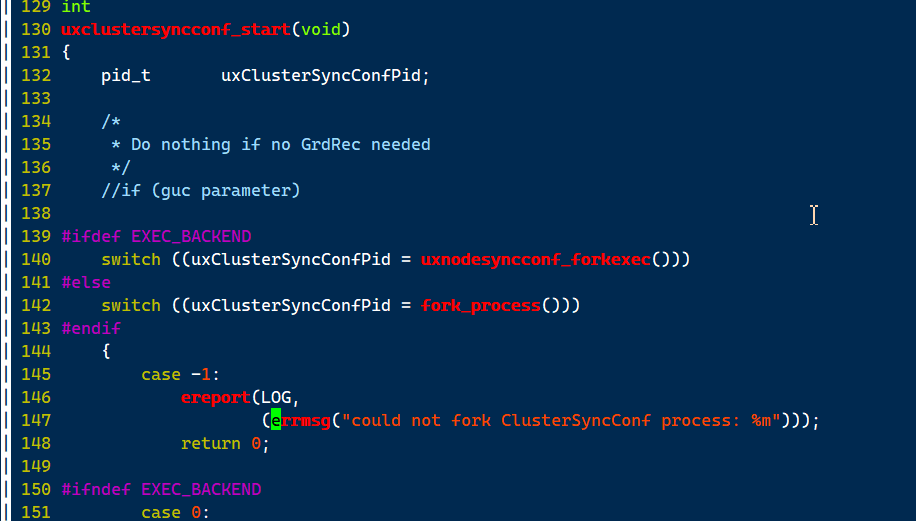 129 int
130 uxclustersyncconf_start(void)
131 {
132     pid_t       uxClusterSyncConfPid;
133
134     /*
135      * Do nothing if no GrdRec needed
136      */
137     //if (guc parameter)
138
139 #ifdef EXEC_BACKEND
140     switch ((uxClusterSyncConfPid = uxnodesyncconf_forkexec()))
141 #else
142     switch ((uxClusterSyncConfPid = fork_process()))
143 #endif
144     {
145         case -1:
146             ereport(LOG,
147                     (errmsg("could not fork ClusterSyncConf process: %m")));
148             return 0;
149
150 #ifndef EXEC_BACKEND
151         case 0: